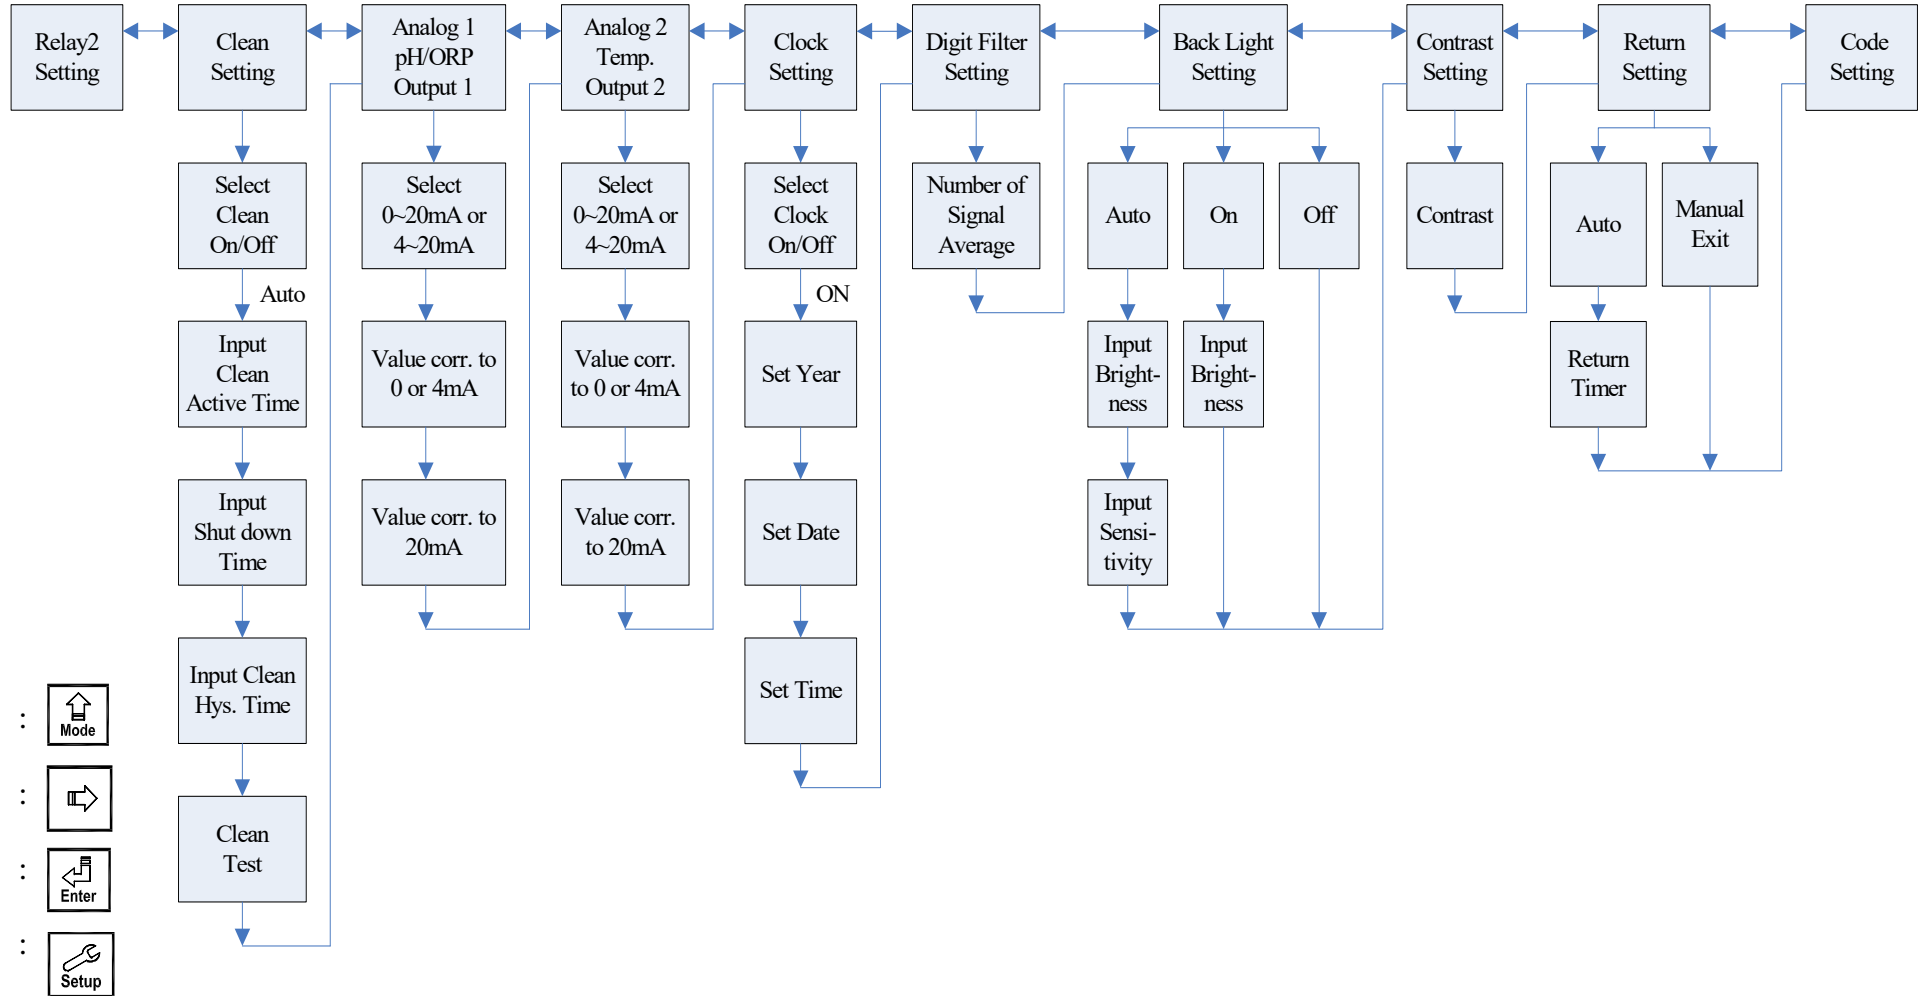 Relay2
Setting
Clean
Setting
Analog 1
pH/ORP
Output 1
Analog 2
Temp.
Output 2
Clock
Setting
Digit Filter
Setting
Back Light
Setting
Contrast
Setting
Return
Setting
Code
Setting
Select
Clean
On/Off
Select
0~20mA or
4~20mA
Select
0~20mA or
4~20mA
Select
Clock
On/Off
Number of
Signal
Average
Auto
On
Off
Contrast
Auto
Manual
Exit
Auto
ON
Input
Clean
Active Time
Value corr. to
0 or 4mA
Value corr.
to 0 or 4mA
Set Year
Input
Bright-
ness
Input
Bright-
ness
Return
Timer
Input
Shut down
Time
Value corr. to
20mA
Value corr.
to 20mA
Set Date
Input
Sensi-
tivity
Input Clean
Hys. Time
Set Time
Clean
Test
:
Mode
:
:
Enter
:
Setup